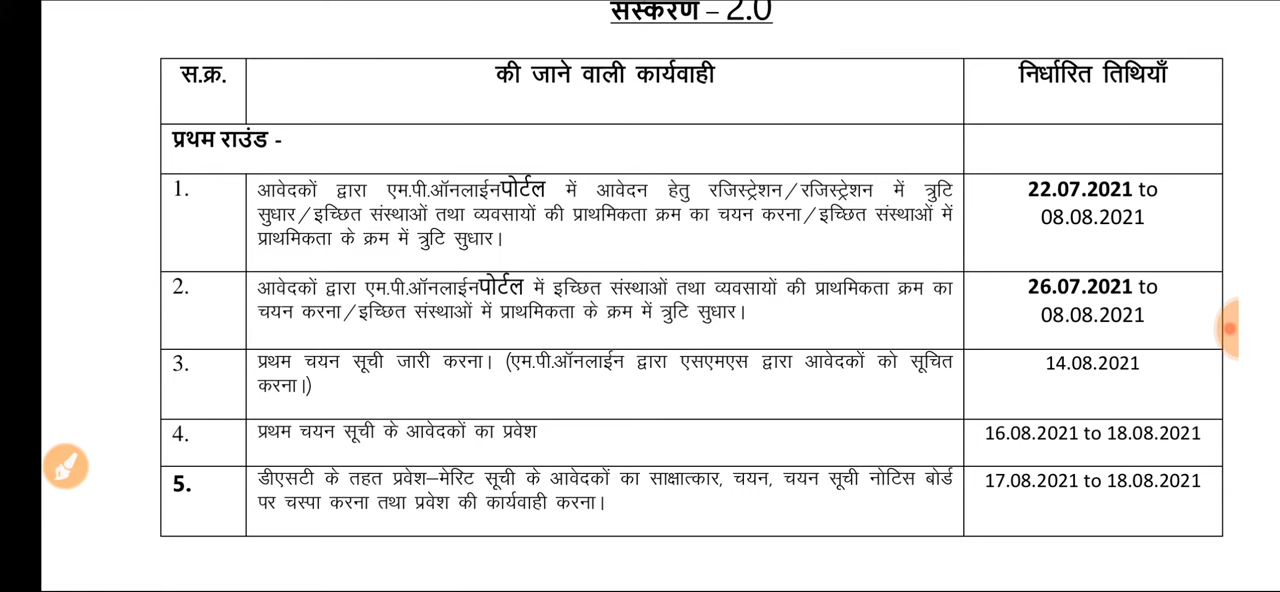 संस्करण – 2.0
स.क्र. की जाने वाली कार्यवाही निर्धारित तिथियाँ
प्रथम राउंड -
1. आवेदकों द्वारा एम.पी.ऑनलाईनपोर्टल में आवेदन हेतु रजिस्ट्रेशन/रजिस्ट्रेशन में त्रुटि 22.07.2021 to
सुधार/इच्छित संस्थाओं तथा व्यवसायों की प्राथमिकता क्रम का चयन करना/इच्छित संस्थाओं में 08.08.2021
प्राथमिकता के क्रम में त्रुटि सुधार।
2. आवेदकों द्वारा एम.पी.ऑनलाईनपोर्टल में इच्छित संस्थाओं तथा व्यवसायों की प्राथमिकता क्रम का 26.07.2021 to
चयन करना/इच्छित संस्थाओं में प्राथमिकता के क्रम में त्रुटि सुधार। 08.08.2021
3. प्रथम चयन सूची जारी करना। (एम.पी.ऑनलाईन द्वारा एसएमएस द्वारा आवेदकों को सूचित 14.08.2021
करना।)
4. प्रथम चयन सूची के आवेदकों का प्रवेश 16.08.2021 to 18.08.2021
5. डीएसटी के तहत प्रवेश–मेरिट सूची के आवेदकों का साक्षात्कार, चयन, चयन सूची नोटिस बोर्ड 17.08.2021 to 18.08.2021
पर चस्पा करना तथा प्रवेश की कार्यवाही करना।